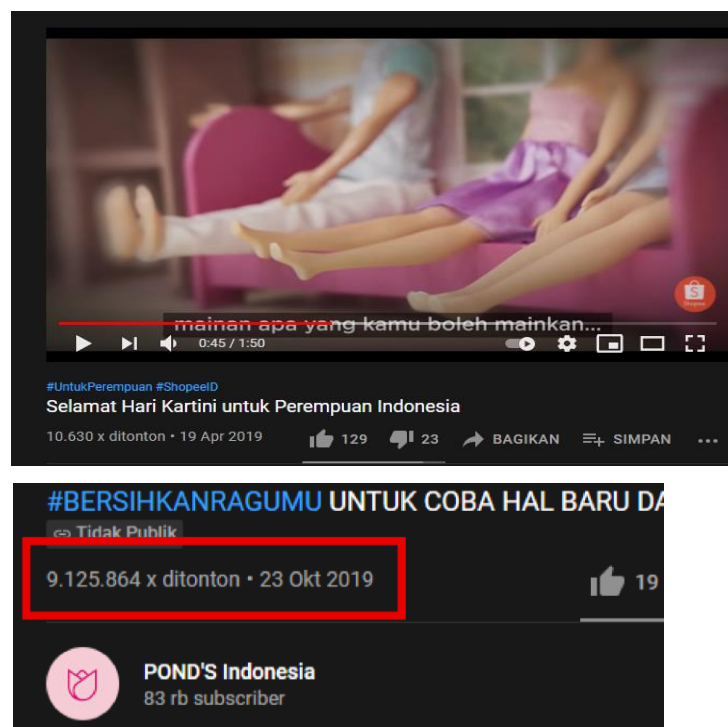 mainan apa yang kamu boleh mainkan...
0:45 / 1:50
#UntukPerempuan #ShopeeID
Selamat Hari Kartini untuk Perempuan Indonesia
10.630 x ditonton • 19 Apr 2019 129 23 BAGIKAN SIMPAN
#BERSIHKANRAGUMU UNTUK COBA HAL BARU DA
Tidak Publik
9.125.864 x ditonton • 23 Okt 2019 19
POND'S Indonesia
83 rb subscriber